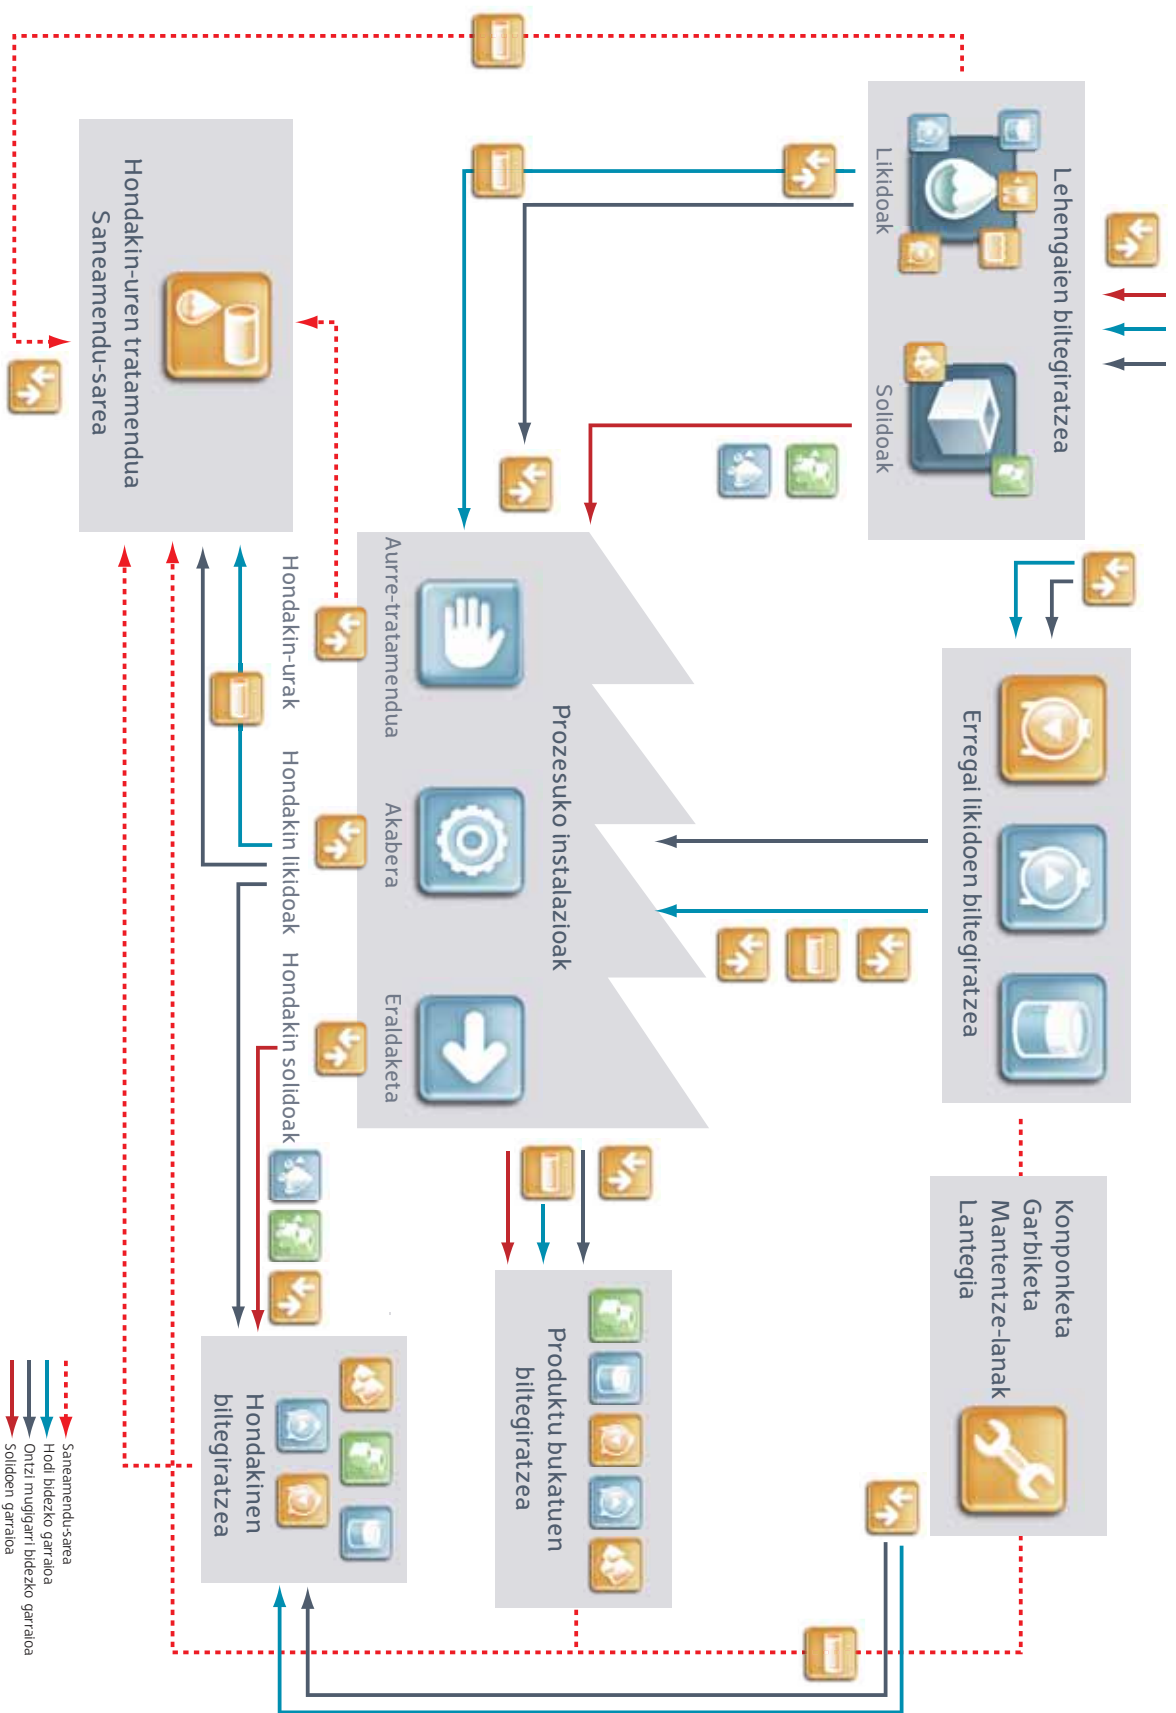 Lehengaien biltegiratzea
Likidoak
Solidoak
Erregai likidoen biltegiratzea
Konponketa
Garbiketa
Mantentze-lanak
Lantegia
Prozesuko instalazioak
Aurre-tratamendua
Akabera
Eraldaketa
Produktu bukatuen
biltegiratzea
Hondakin-urak
Hondakin likidoak
Hondakin solidoak
Hondakinen
biltegiratzea
Hondakin-uren tratamendua
Saneamendu-sarea
Saneamendu-sarea
Hodi bidezko garraioa
Ontzi mugigarri bidezko garraioa
Solidoen garraioa